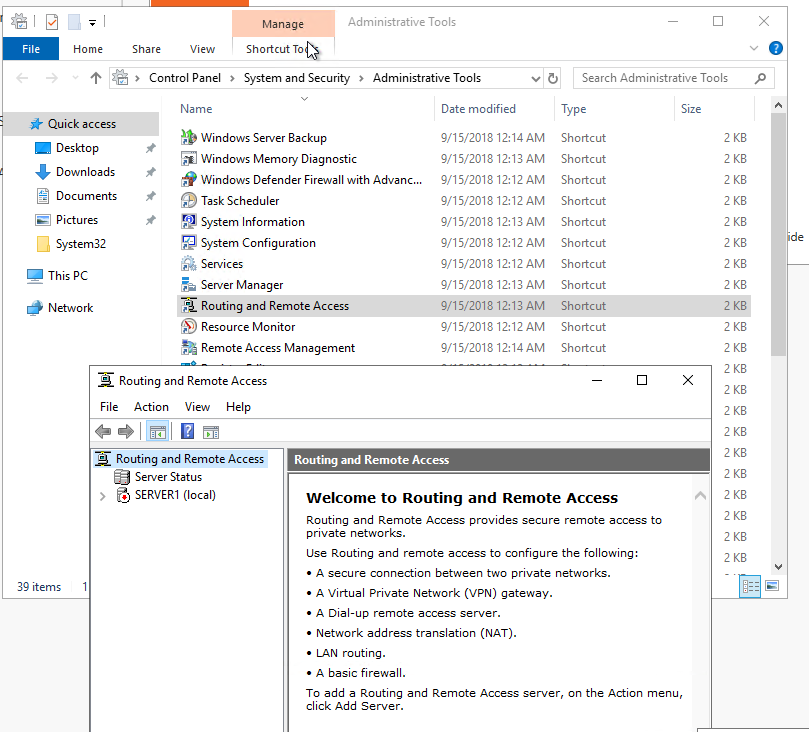 Manage
Administrative Tools
File
Home
Share
View
Shortcut Tools
Control Panel
System and Security
Administrative Tools
Search Administrative Tools
Name
Date modified
Type
Size
Quick access
Desktop
Downloads
Documents
Pictures
System32
This PC
Network
Windows Server Backup 9/15/2018 12:14 AM Shortcut 2 KB
Windows Memory Diagnostic 9/15/2018 12:13 AM Shortcut 2 KB
Windows Defender Firewall with Advanc... 9/15/2018 12:12 AM Shortcut 2 KB
Task Scheduler 9/15/2018 12:12 AM Shortcut 2 KB
System Information 9/15/2018 12:13 AM Shortcut 2 KB
System Configuration 9/15/2018 12:12 AM Shortcut 2 KB
Services 9/15/2018 12:12 AM Shortcut 2 KB
Server Manager 9/15/2018 12:13 AM Shortcut 2 KB
Routing and Remote Access 9/15/2018 12:13 AM Shortcut 2 KB
Resource Monitor 9/15/2018 12:12 AM Shortcut 2 KB
Remote Access Management 9/15/2018 12:14 AM Shortcut 2 KB
2 KB
2 KB
2 KB
2 KB
2 KB
2 KB
2 KB
2 KB
2 KB
2 KB
39 items
ide
Routing and Remote Access
File
Action
View
Help
Routing and Remote Access
Server Status
SERVER1 (local)
Routing and Remote Access
Welcome to Routing and Remote Access
Routing and Remote Access provides secure remote access to
private networks.
Use Routing and remote access to configure the following:
• A secure connection between two private networks.
• A Virtual Private Network (VPN) gateway.
• A Dial-up remote access server.
• Network address translation (NAT).
• LAN routing.
• A basic firewall.
To add a Routing and Remote Access server, on the Action menu,
click Add Server.